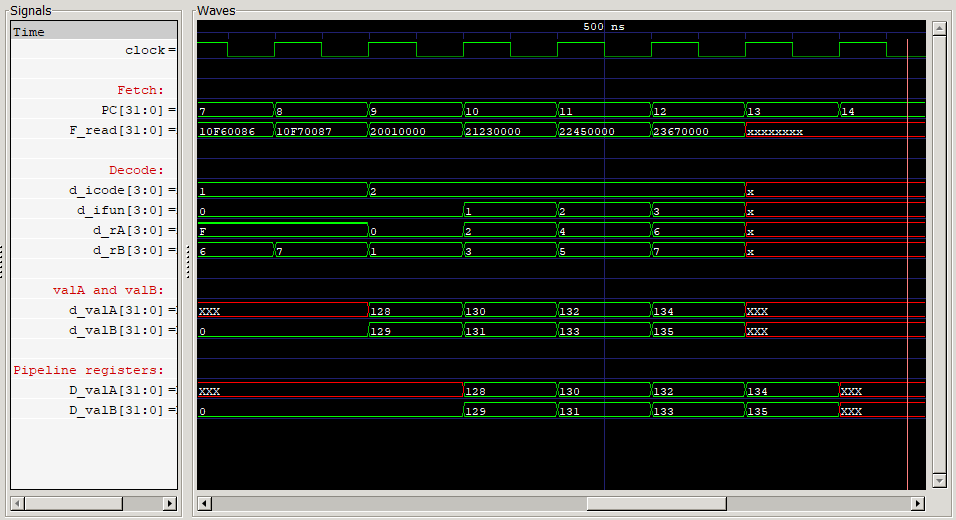 Signals Waves
Time 500 ns
clock=
Fetch:
PC[31:0]= 7 8 9 10 11 12 13 14
F_read[31:0]= 10F60086 10F70087 20010000 21230000 22450000 23670000 xxxxxxxx
Decode:
d_icode[3:0]= 1 2 x
d_ifun[3:0]= 0 1 2 3 x
d_rA[3:0]= F 0 2 4 6 x
d_rB[3:0]= 6 7 1 3 5 7 x
valA and valB:
d_valA[31:0]= XXX 128 130 132 134 XXX
d_valB[31:0]= 0 129 131 133 135 XXX
Pipeline registers:
D_valA[31:0]= XXX 128 130 132 134 XXX
D_valB[31:0]= 0 129 131 133 135 XXX